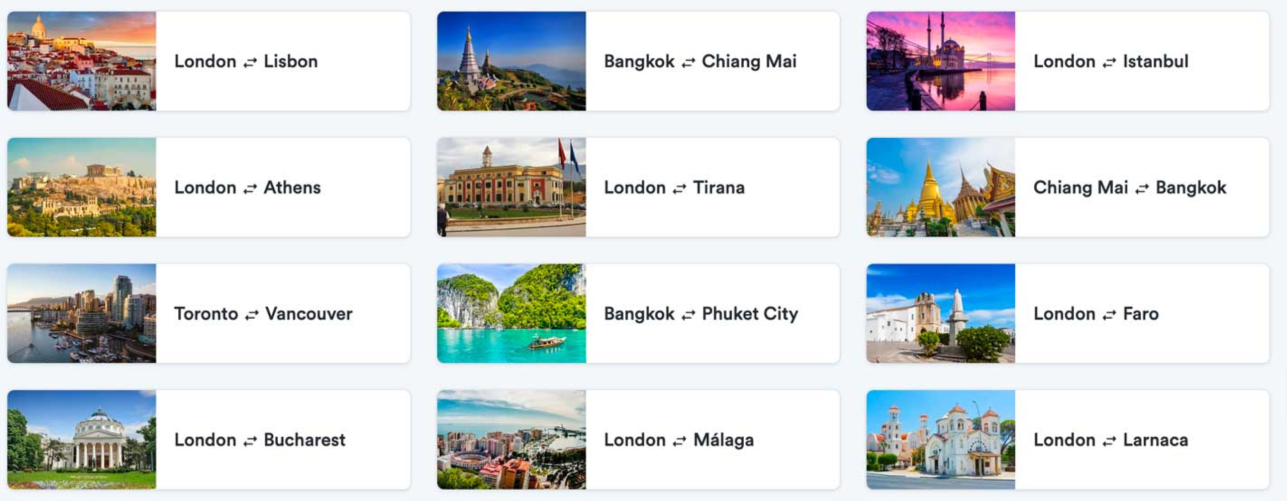 London ⇄ Lisbon
Bangkok ⇄ Chiang Mai
London ⇄ Istanbul
London ⇄ Athens
London ⇄ Tirana
Chiang Mai ⇄ Bangkok
Toronto ⇄ Vancouver
Bangkok ⇄ Phuket City
London ⇄ Faro
London ⇄ Bucharest
London ⇄ Málaga
London ⇄ Larnaca